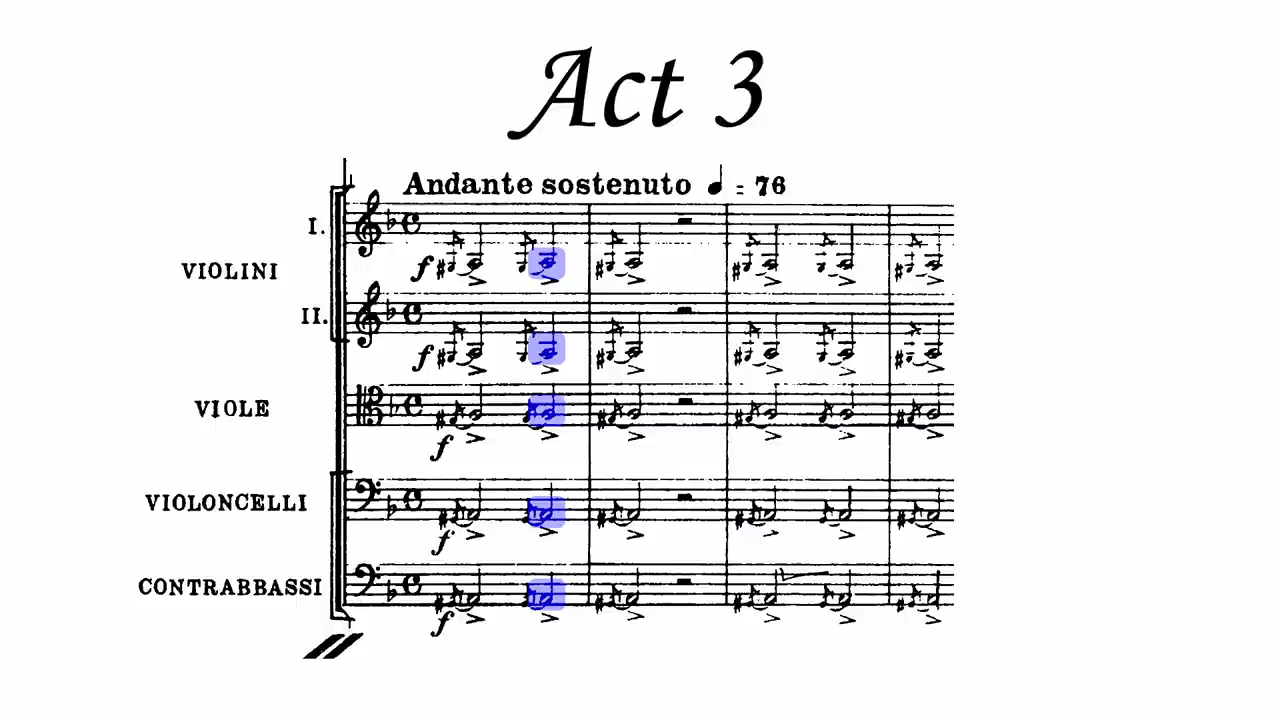 Act 3
Andante sostenuto ♩ = 76
I.
f
VIOLINI
II.
f
VIOLE
f
VIOLONCELLI
f
CONTRABBASSI
f